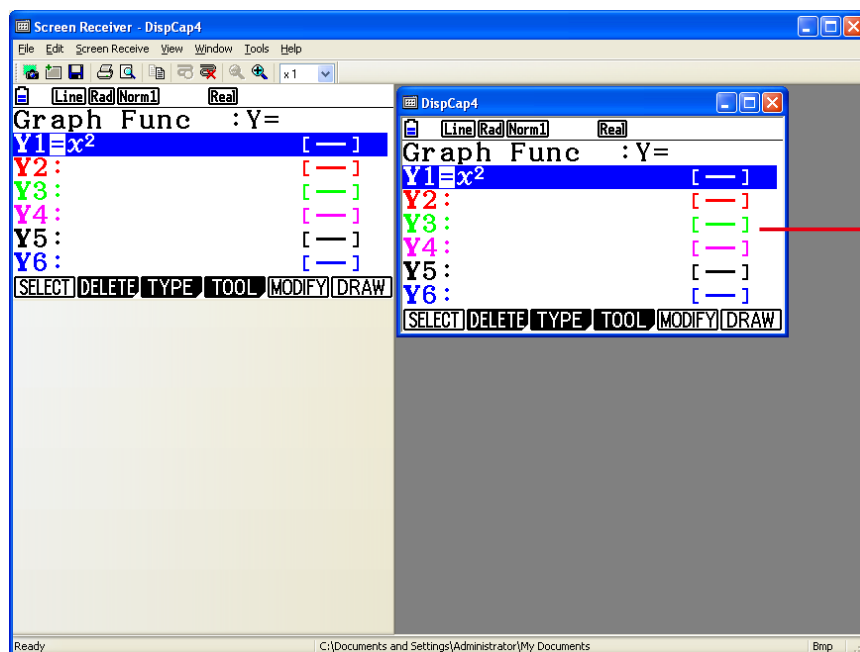 Screen Receiver - DispCap4
File Edit Screen Receive View Window Tools Help
x1
Line Rad Norm1 Real
Graph Func :Y=
Y1=x²  [—]
Y2: [—]
Y3: [—]
Y4: [—]
Y5: [—]
Y6: [—]
SELECT DELETE TYPE TOOL MODIFY DRAW
DispCap4
Line Rad Norm1 Real
Graph Func :Y=
Y1=x² [—]
Y2: [—]
Y3: [—]
Y4: [—]
Y5: [—]
Y6: [—]
SELECT DELETE TYPE TOOL MODIFY DRAW
Ready C:\Documents and Settings\Administrator\My Documents Bmp